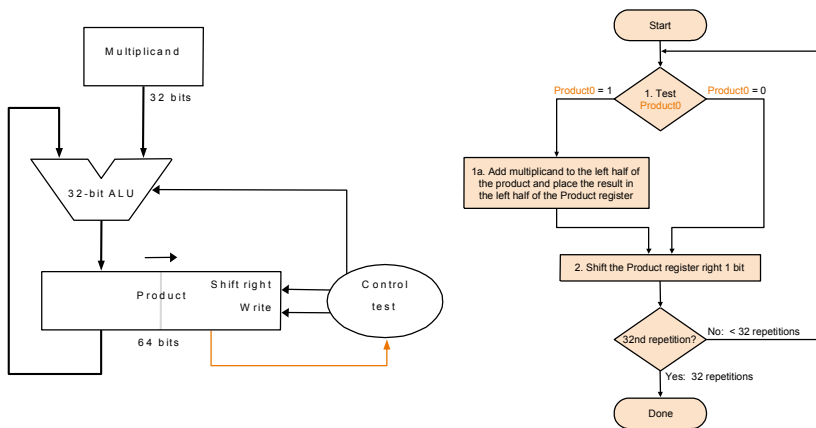 Multiplicand
32 bits
32-bit ALU
Product
Shift right
Write
64 bits
Control
test
Start
Product0 = 1
1. Test
Product0
Product0 = 0
1a. Add multiplicand to the left half
of the product and place the result in
the left half of the Product register
2. Shift the Product register right 1 bit
32nd repetition?
No: < 32 repetitions
Yes: 32 repetitions
Done